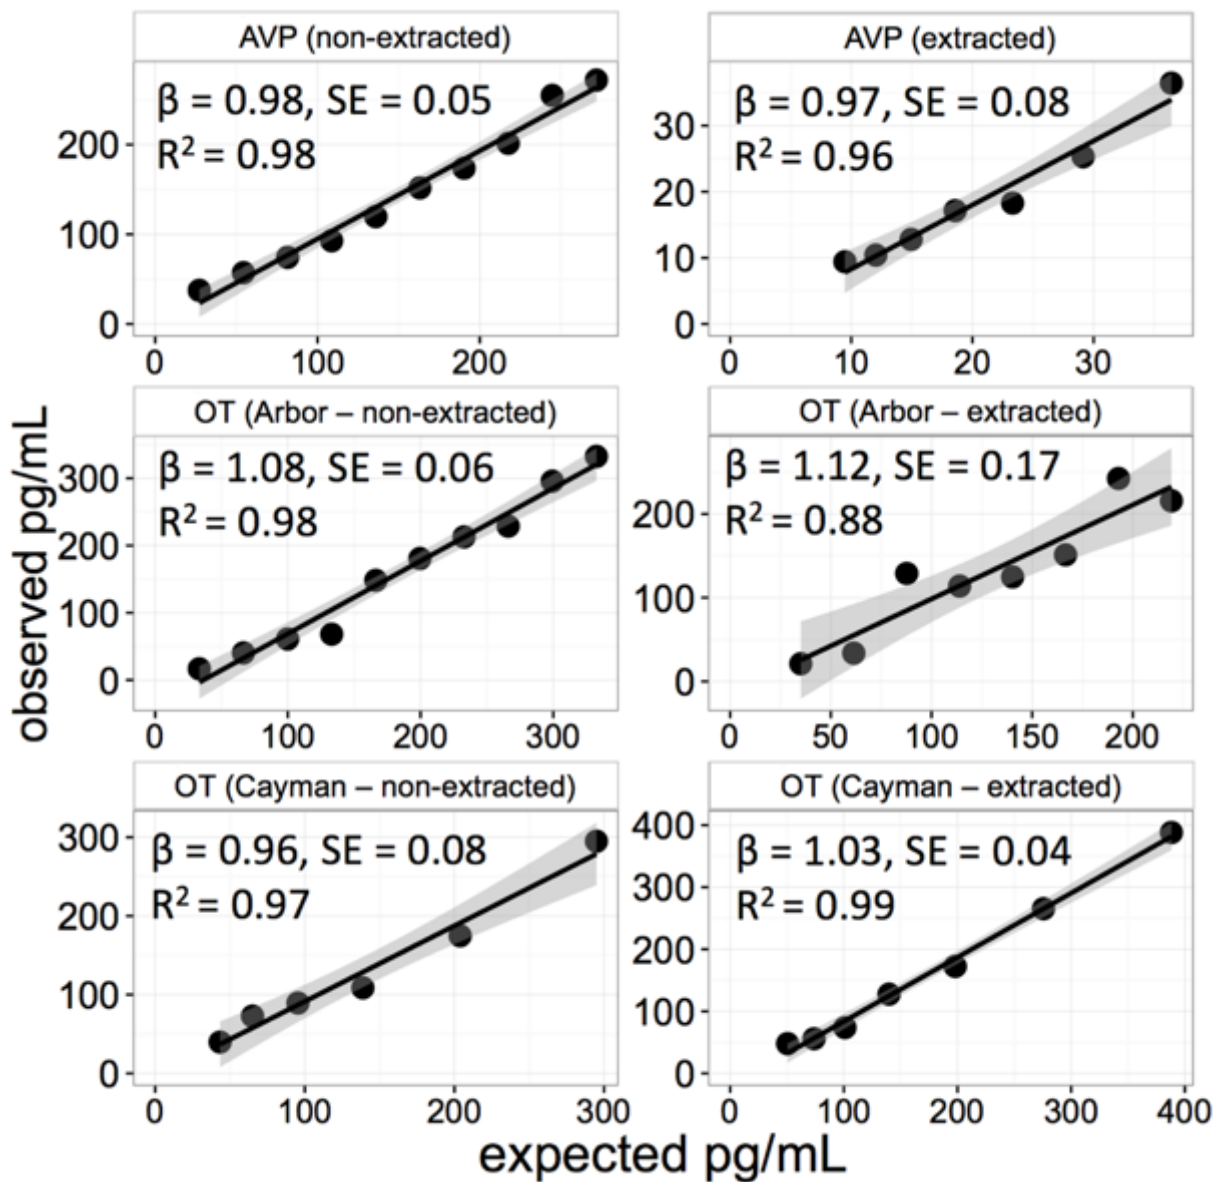 AVP (non-extracted)
β = 0.98, SE = 0.05
R² = 0.98
200
100
0
0 100 200
AVP (extracted)
β = 0.97, SE = 0.08
R² = 0.96
30
20
10
0
0 10 20 30
observed pg/mL
OT (Arbor – non-extracted)
β = 1.08, SE = 0.06
R² = 0.98
300
200
100
0
0 100 200 300
OT (Arbor – extracted)
β = 1.12, SE = 0.17
R² = 0.88
200
100
0
0 50 100 150 200
OT (Cayman – non-extracted)
β = 0.96, SE = 0.08
R² = 0.97
300
200
100
0
0 100 200 300
OT (Cayman – extracted)
β = 1.03, SE = 0.04
R² = 0.99
400
300
200
100
0
0 100 200 300 400
expected pg/mL